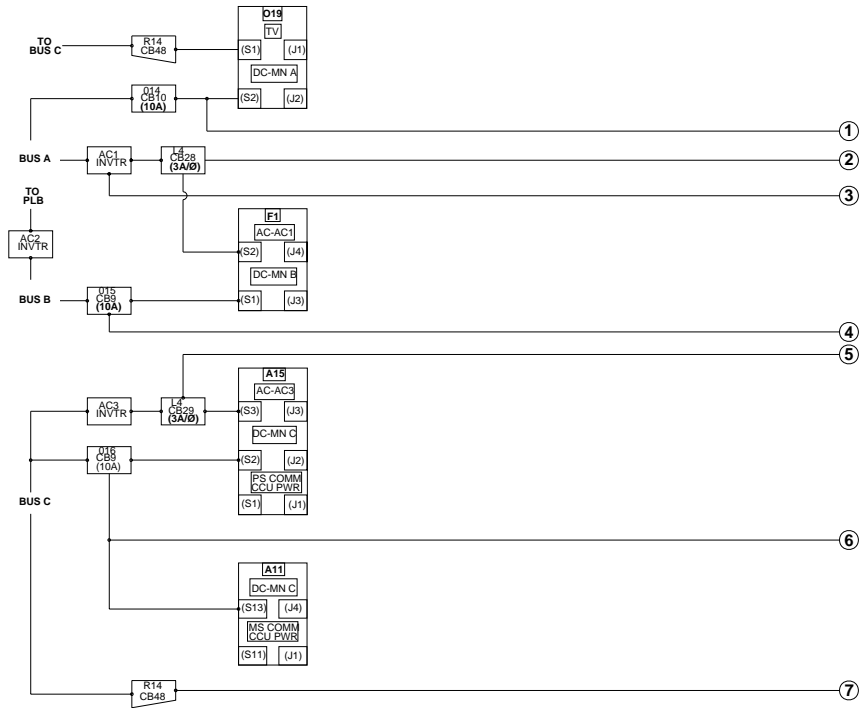 O19
TV
TO
BUS C
R14
CB48
(S1)
(J1)
DC-MN A
014
CB10
(10A)
(S2)
(J2)
1
BUS A
AC1
INVTR
L4
CB28
(3A/Ø)
2
3
TO
PLB
AC2
INVTR
F1
AC-AC1
(S2)
(J4)
DC-MN B
BUS B
015
CB9
(10A)
(S1)
(J3)
4
5
A15
AC-AC3
AC3
INVTR
L4
CB29
(3A/Ø)
(S3)
(J3)
DC-MN C
016
CB9
(10A)
(S2)
(J2)
PS COMM
CCU PWR
BUS C
(S1)
(J1)
6
A11
DC-MN C
(S13)
(J4)
MS COMM
CCU PWR
(S11)
(J1)
R14
CB48
7